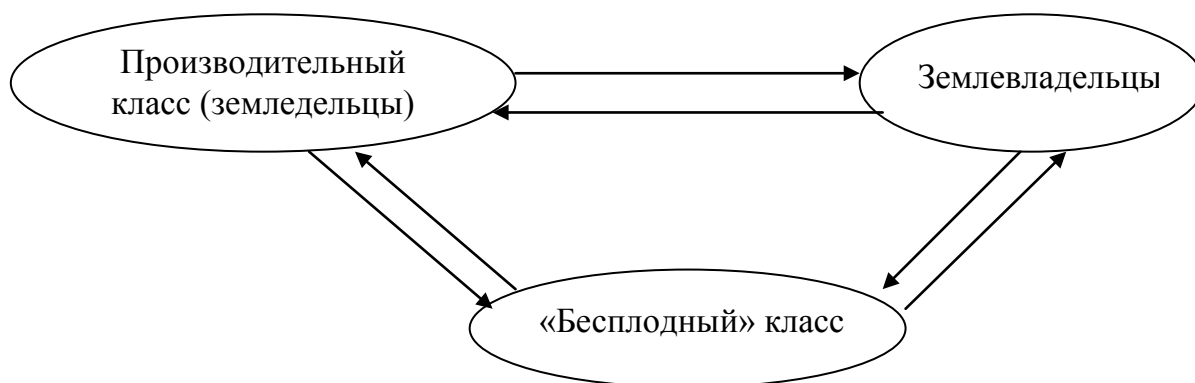 Производительный
класс (земледельцы)
Землевладельцы
«Бесплодный» класс